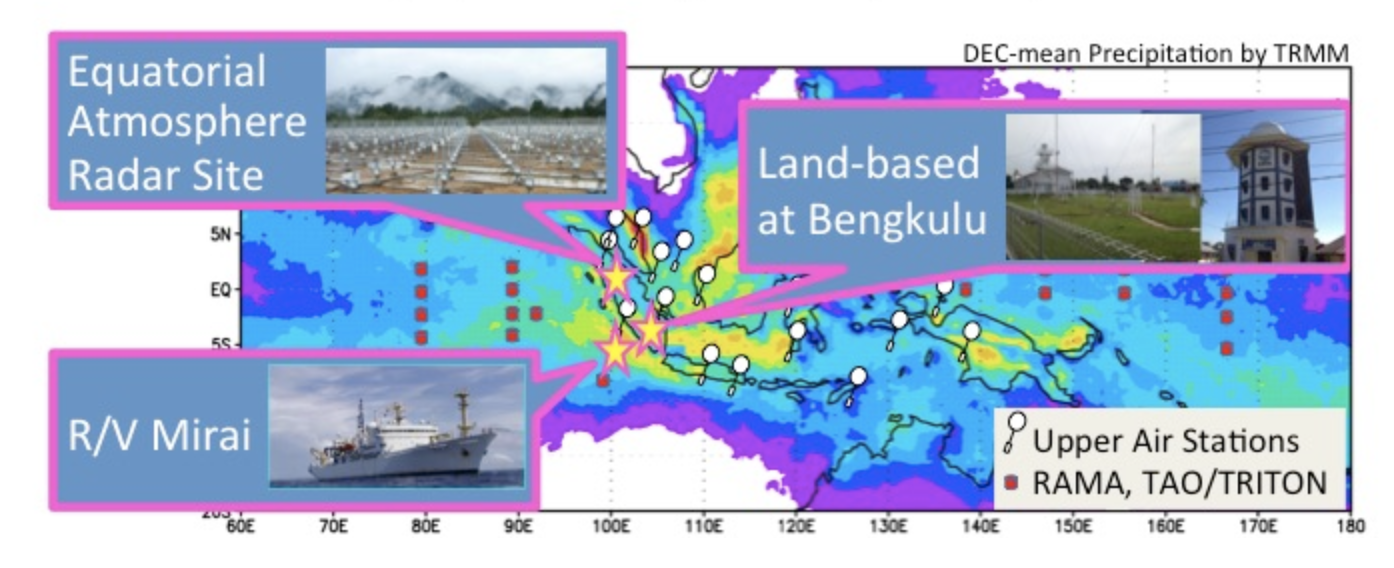 DEC-mean Precipitation by TRMM
Equatorial
Atmosphere
Radar Site
Land-based
at Bengkulu
5N
EQ
5S
R/V Mirai
Upper Air Stations
RAMA, TAO/TRITON
20S
60E 70E 80E 90E 100E 110E 120E 130E 140E 150E 160E 170E 180